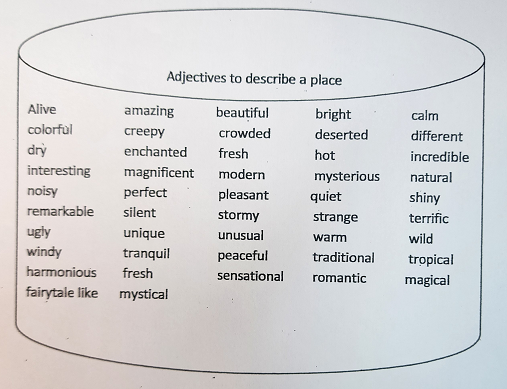 Adjectives to describe a place
Alive amazing beautiful bright calm
colorful creepy crowded deserted different
dry enchanted fresh hot incredible
interesting magnificent modern mysterious natural
noisy perfect pleasant quiet shiny
remarkable silent stormy strange terrific
ugly unique unusual warm wild
windy tranquil peaceful traditional tropical
harmonious fresh sensational romantic magical
fairytale like mystical